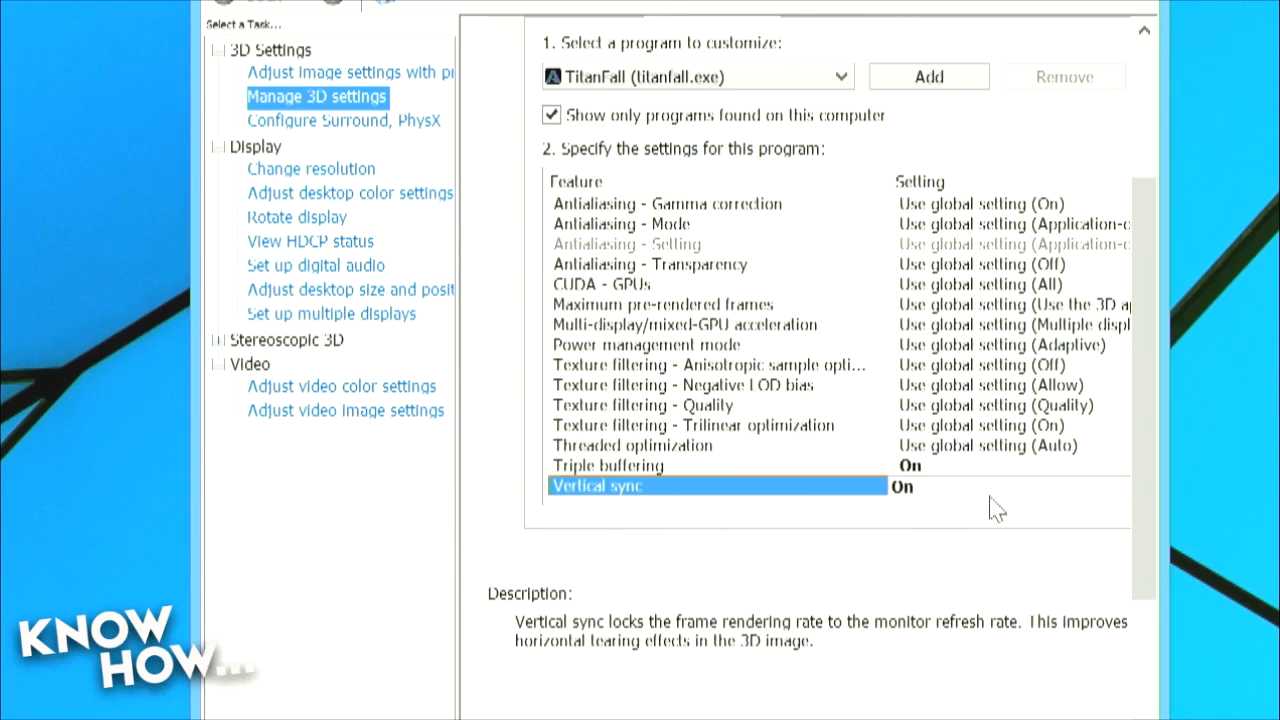 Select a Task...
3D Settings
Adjust image settings with pr
Manage 3D settings
Configure Surround, PhysX
Display
Change resolution
Adjust desktop color settings
Rotate display
View HDCP status
Set up digital audio
Adjust desktop size and posit
Set up multiple displays
Stereoscopic 3D
Video
Adjust video color settings
Adjust video image settings
1. Select a program to customize:
TitanFall (titanfall.exe)
Add
Remove
Show only programs found on this computer
2. Specify the settings for this program:
Feature Setting
Antialiasing - Gamma correction Use global setting (On)
Antialiasing - Mode Use global setting (Application-c
Antialiasing - Setting Use global setting (Application-c
Antialiasing - Transparency Use global setting (Off)
CUDA - GPUs Use global setting (All)
Maximum pre-rendered frames Use global setting (Use the 3D ap
Multi-display/mixed-GPU acceleration Use global setting (Multiple displ
Power management mode Use global setting (Adaptive)
Texture filtering - Anisotropic sample opti... Use global setting (Off)
Texture filtering - Negative LOD bias Use global setting (Allow)
Texture filtering - Quality Use global setting (Quality)
Texture filtering - Trilinear optimization Use global setting (On)
Threaded optimization Use global setting (Auto)
Triple buffering On
Vertical sync On
Description:
Vertical sync locks the frame rendering rate to the monitor refresh rate. This improves
horizontal tearing effects in the 3D image.
KNOW
HOW...